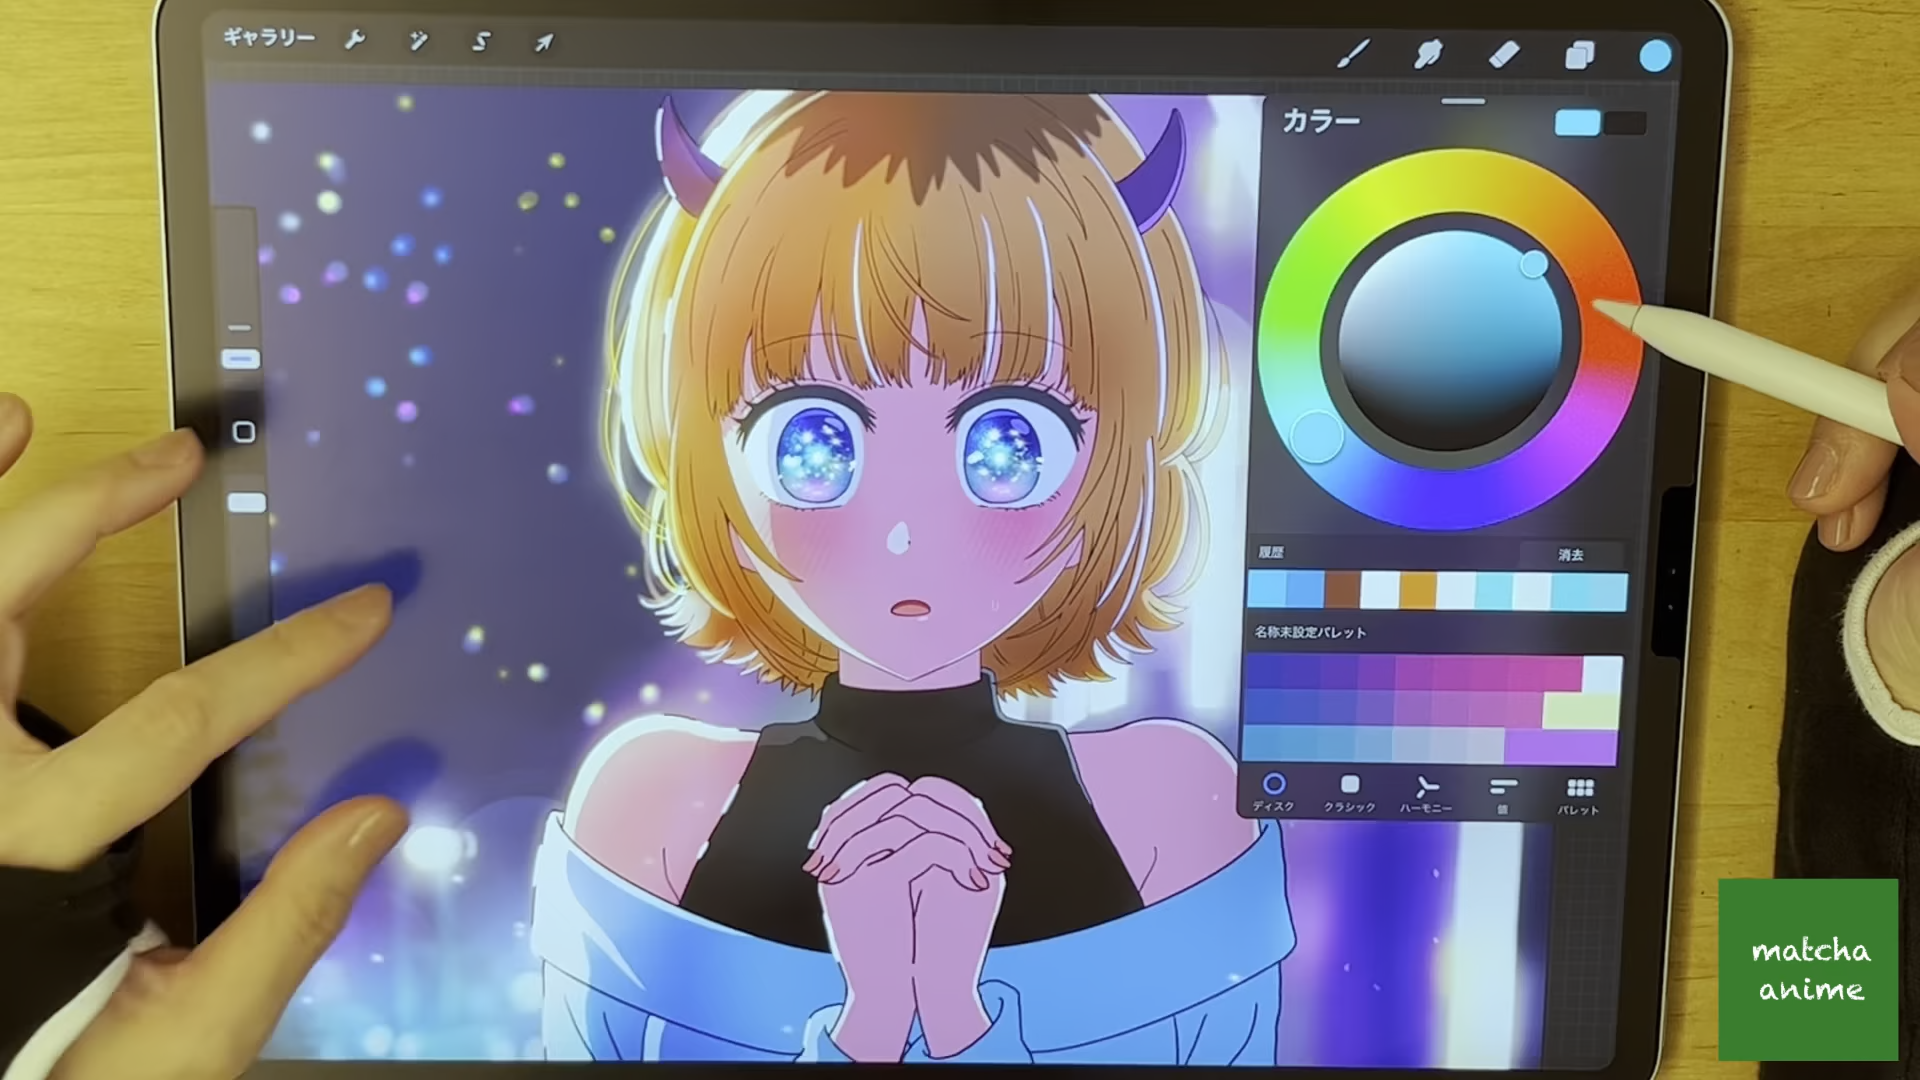 ギャラリー
カラー
履歴
消去
名称未設定パレット
ディスク
クラシック
ハーモニー
値
パレット
matcha
anime